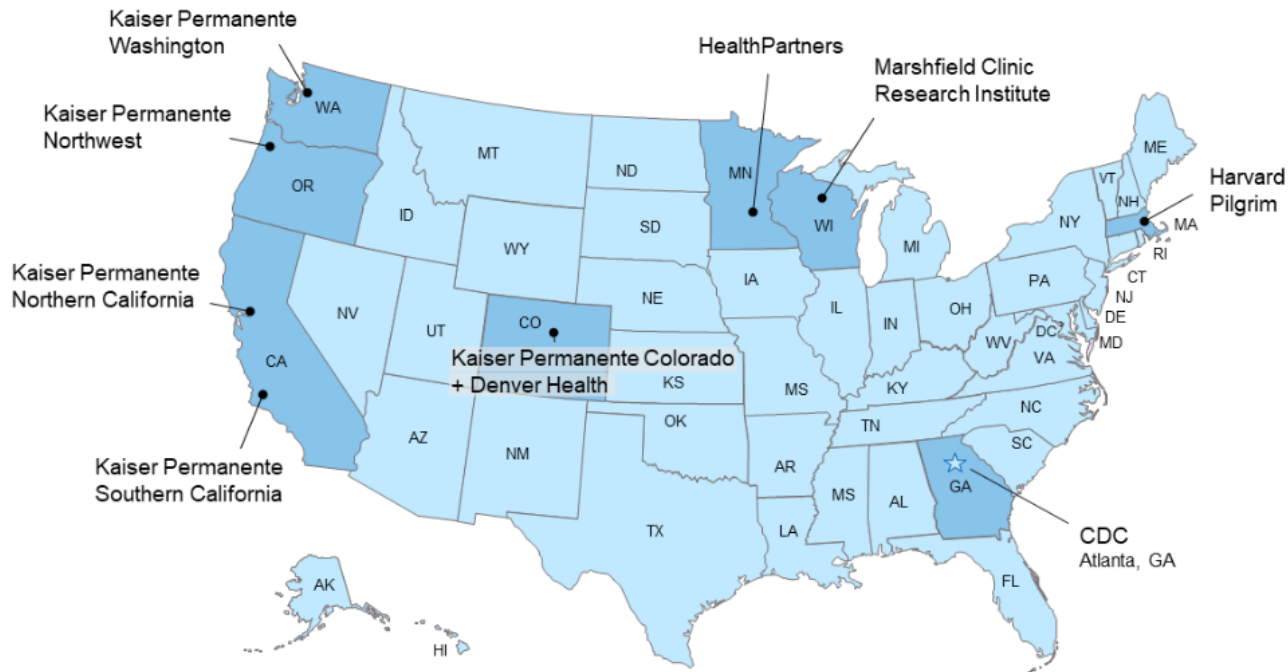 Kaiser Permanente
Washington
HealthPartners
Marshfield Clinic
Research Institute
Kaiser Permanente
Northwest
Harvard
Pilgrim
Kaiser Permanente
Northern California
Kaiser Permanente Colorado
+ Denver Health
Kaiser Permanente
Southern California
CDC
Atlanta, GA
WA
OR
CA
ID
NV
MT
WY
UT
CO
AZ
NM
ND
SD
NE
KS
OK
TX
MN
IA
MS
AR
LA
WI
IL
MI
IN
OH
KY
TN
MS
AL
GA
FL
SC
NC
VA
WV
DC
MD
DE
NJ
PA
NY
CT
RI
MA
VT
NH
ME
AK
HI